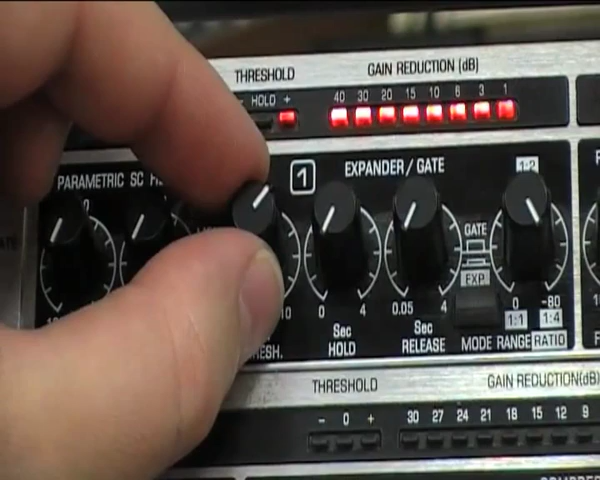 THRESHOLD GAIN REDUCTION (dB)
- HOLD + 40 30 20 15 10 6 3 1
PARAMETRIC SC 1 EXPANDER/GATE 1:2
GATE
EXP
10 0 4 0.05 4 0 -80
1:1 1:4
THRESH. Sec HOLD Sec RELEASE MODE RANGE RATIO
THRESHOLD GAIN REDUCTION(dB)
- 0 + 30 27 24 21 18 15 12 9